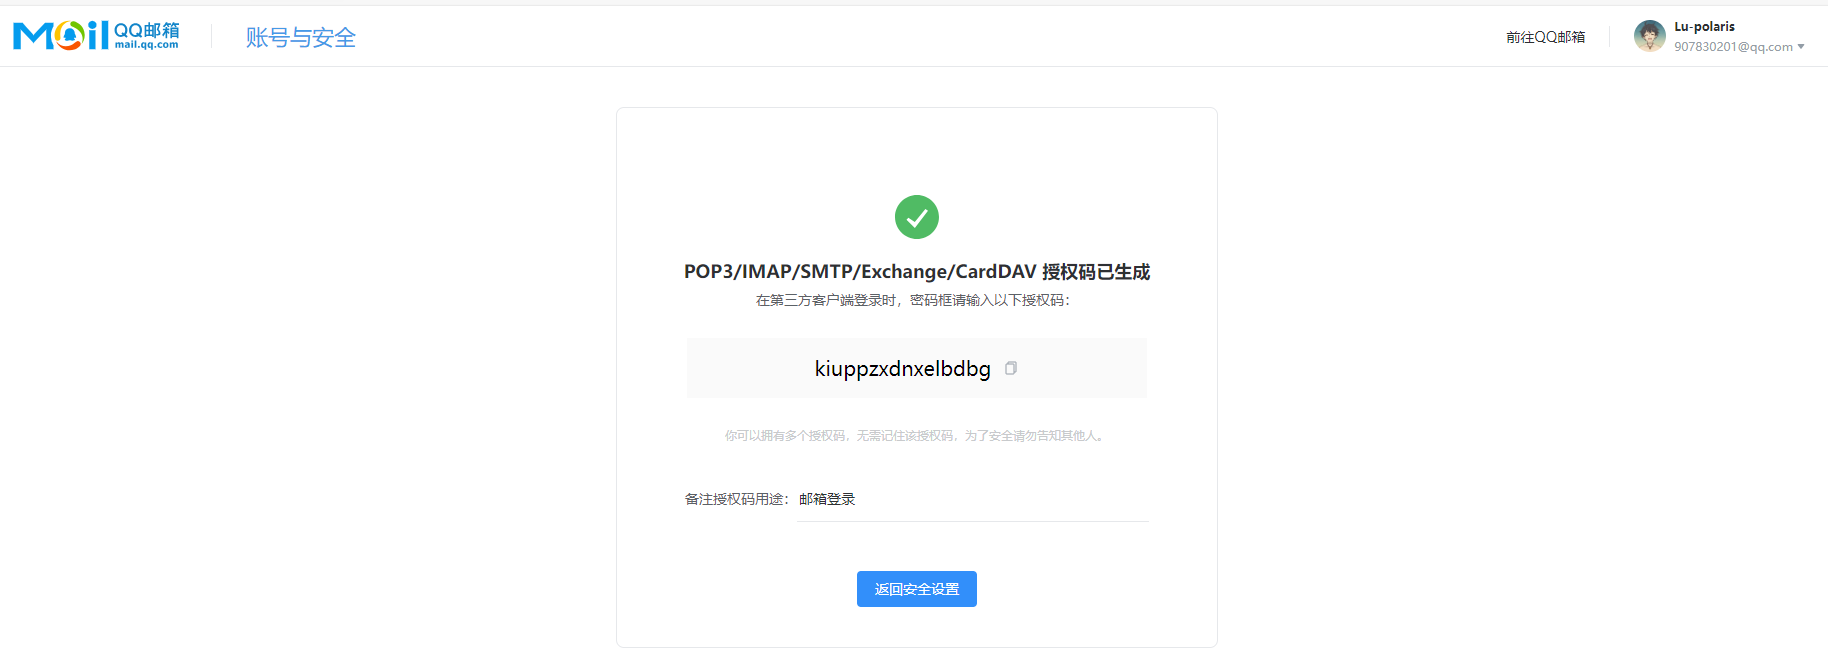 Mail QQ邮箱
mail.qq.com
账号与安全
前往QQ邮箱
Lu-polaris
907830201@qq.com
POP3/IMAP/SMTP/Exchange/CardDAV 授权码已生成
在第三方客户端登录时，密码框请输入以下授权码：
kiuppzxdnxelbdbg
你可以拥有多个授权码，无需记住该授权码，为了安全请勿告知其他人。
备注授权码用途： 邮箱登录
返回安全设置